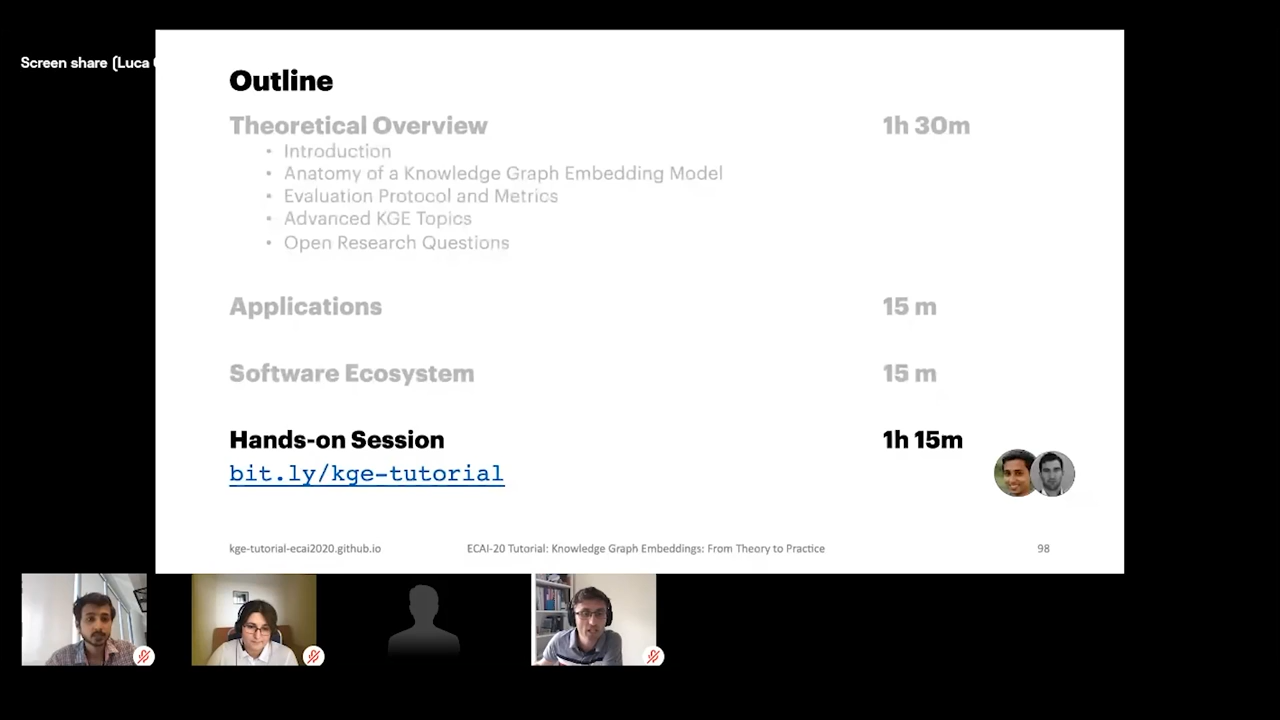 Screen share (Luca
Outline
Theoretical Overview 1h 30m
• Introduction
• Anatomy of a Knowledge Graph Embedding Model
• Evaluation Protocol and Metrics
• Advanced KGE Topics
• Open Research Questions
Applications 15 m
Software Ecosystem 15 m
Hands-on Session 1h 15m
bit.ly/kge-tutorial
kge-tutorial-ecai2020.github.io ECAI-20 Tutorial: Knowledge Graph Embeddings: From Theory to Practice 98